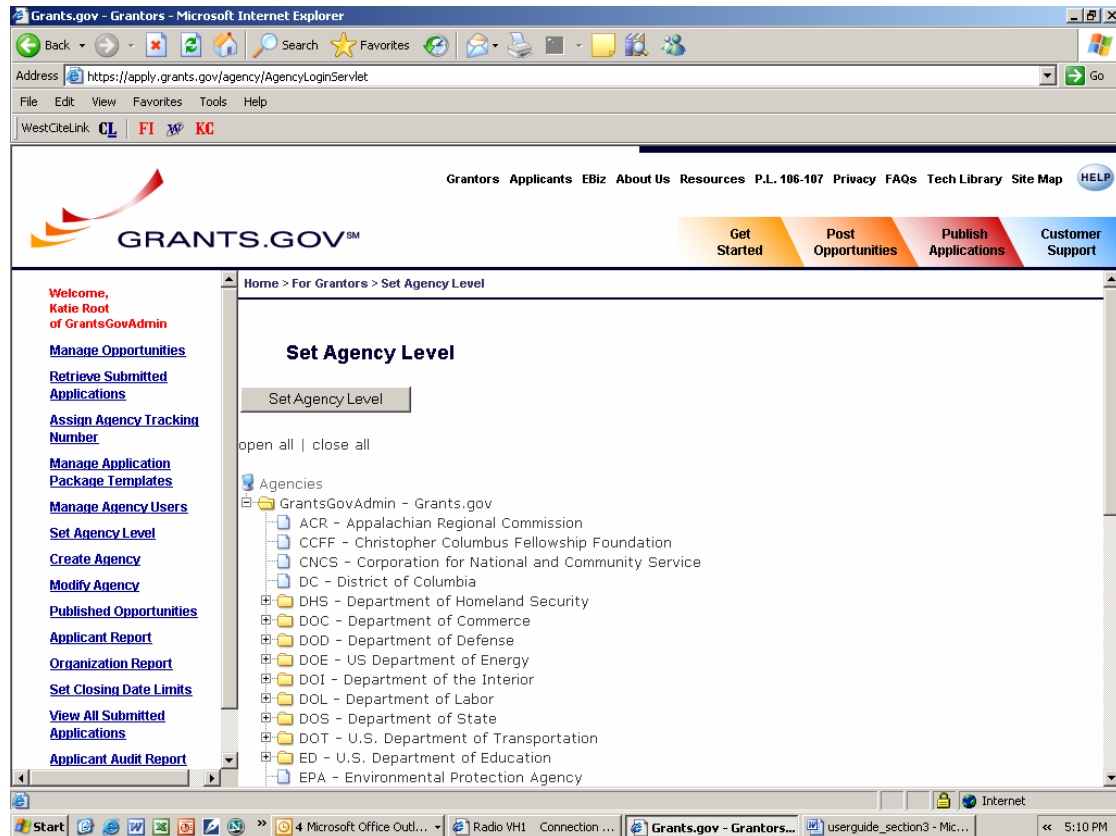 Grants.gov - Grantors - Microsoft Internet Explorer
Back Search Favorites
Address https://apply.grants.gov/agency/AgencyLoginServlet Go
File Edit View Favorites Tools Help
WestCiteLink CL FI KC
Grantors Applicants EBiz About Us Resources P.L. 106-107 Privacy FAQs Tech Library Site Map HELP
GRANTS.GOV℠
Get Started
Post Opportunities
Publish Applications
Customer Support
Welcome,
Katie Root
of GrantsGovAdmin
Manage Opportunities
Retrieve Submitted
Applications
Assign Agency Tracking
Number
Manage Application
Package Templates
Manage Agency Users
Set Agency Level
Create Agency
Modify Agency
Published Opportunities
Applicant Report
Organization Report
Set Closing Date Limits
View All Submitted
Applications
Applicant Audit Report
Home > For Grantors > Set Agency Level
Set Agency Level
Set Agency Level
open all | close all
Agencies
GrantsGovAdmin - Grants.gov
ACR - Appalachian Regional Commission
CCFF - Christopher Columbus Fellowship Foundation
CNCS - Corporation for National and Community Service
DC - District of Columbia
DHS - Department of Homeland Security
DOC - Department of Commerce
DOD - Department of Defense
DOE - US Department of Energy
DOI - Department of the Interior
DOL - Department of Labor
DOS - Department of State
DOT - U.S. Department of Transportation
ED - U.S. Department of Education
EPA - Environmental Protection Agency
Internet
Start » 4 Microsoft Office Outl... Radio VH1 Connection ... Grants.gov - Grantors... userguide_section3 - Mic... « 5:10 PM